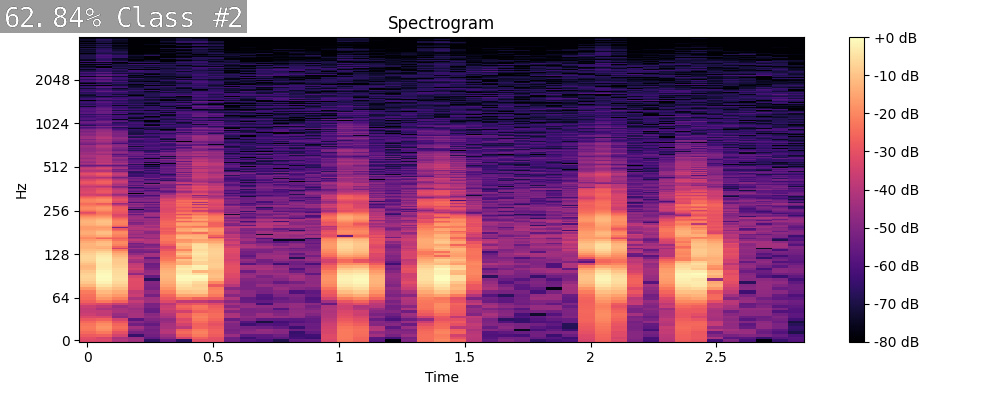 62.84% Class #2
Spectrogram
Hz
2048
1024
512
256
128
64
0
0
0.5
1
1.5
2
2.5
Time
+0 dB
-10 dB
-20 dB
-30 dB
-40 dB
-50 dB
-60 dB
-70 dB
-80 dB